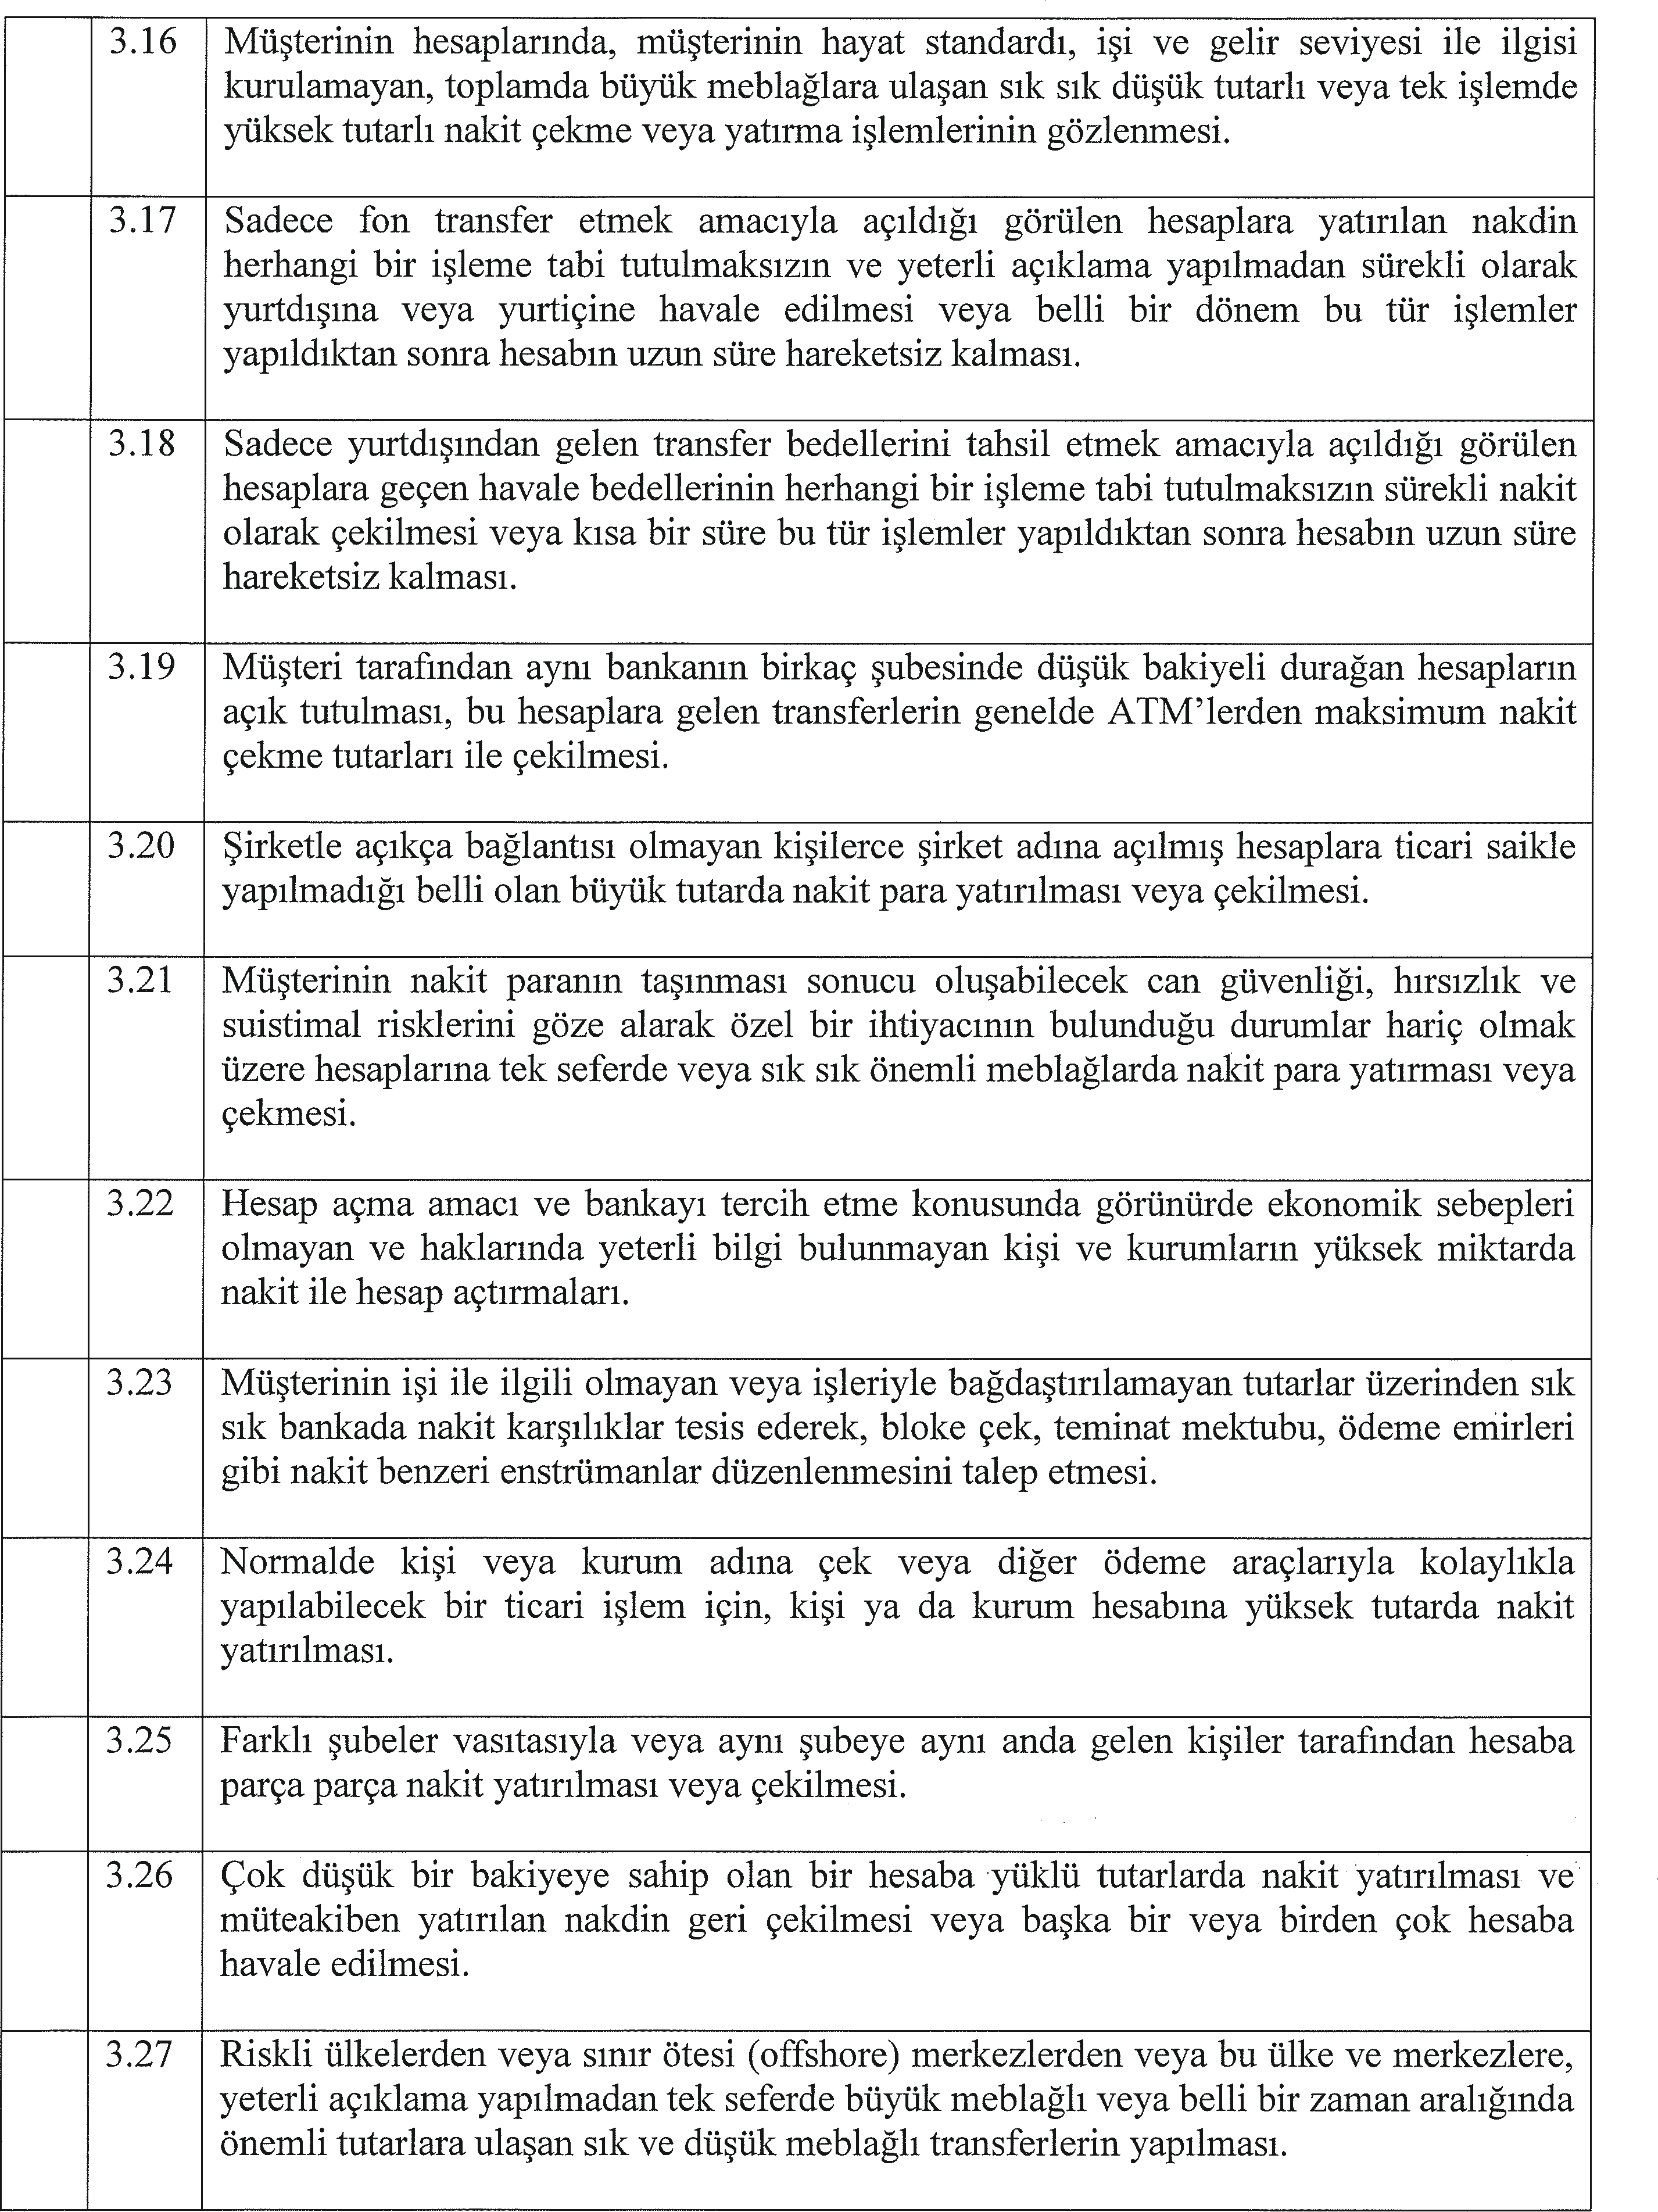 3.16 Müşterinin hesaplarında, müşterinin hayat standardı, işi ve gelir seviyesi ile ilgisi
kurulamayan, toplamda büyük meblağlara ulaşan sık sık düşük tutarlı veya tek işlemde
yüksek tutarlı nakit çekme veya yatırma işlemlerinin gözlenmesi.
3.17 Sadece fon transfer etmek amacıyla açıldığı görülen hesaplara yatırılan nakdin
herhangi bir işleme tabi tutulmaksızın ve yeterli açıklama yapılmadan sürekli olarak
yurtdışına veya yurtiçine havale edilmesi veya belli bir dönem bu tür işlemler
yapıldıktan sonra hesabın uzun süre hareketsiz kalması.
3.18 Sadece yurtdışından gelen transfer bedellerini tahsil etmek amacıyla açıldığı görülen
hesaplara geçen havale bedellerinin herhangi bir işleme tabi tutulmaksızın sürekli nakit
olarak çekilmesi veya kısa bir süre bu tür işlemler yapıldıktan sonra hesabın uzun süre
hareketsiz kalması.
3.19 Müşteri tarafından aynı bankanın birkaç şubesinde düşük bakiyeli durağan hesapların
açık tutulması, bu hesaplara gelen transferlerin genelde ATM’lerden maksimum nakit
çekme tutarları ile çekilmesi.
3.20 Şirketle açıkça bağlantısı olmayan kişilerce şirket adına açılmış hesaplara ticari saikle
yapılmadığı belli olan büyük tutarda nakit para yatırılması veya çekilmesi.
3.21 Müşterinin nakit paranın taşınması sonucu oluşabilecek can güvenliği, hırsızlık ve
suistimal risklerini göze alarak özel bir ihtiyacının bulunduğu durumlar hariç olmak
üzere hesaplarına tek seferde veya sık sık önemli meblağlarda nakit para yatırması veya
çekmesi.
3.22 Hesap açma amacı ve bankayı tercih etme konusunda görünürde ekonomik sebepleri
olmayan ve haklarında yeterli bilgi bulunmayan kişi ve kurumların yüksek miktarda
nakit ile hesap açtırmaları.
3.23 Müşterinin işi ile ilgili olmayan veya işleriyle bağdaştırılamayan tutarlar üzerinden sık
sık bankada nakit karşılıklar tesis ederek, bloke çek, teminat mektubu, ödeme emirleri
gibi nakit benzeri enstrümanlar düzenlenmesini talep etmesi.
3.24 Normalde kişi veya kurum adına çek veya diğer ödeme araçlarıyla kolaylıkla
yapılabilecek bir ticari işlem için, kişi ya da kurum hesabına yüksek tutarda nakit
yatırılması.
3.25 Farklı şubeler vasıtasıyla veya aynı şubeye aynı anda gelen kişiler tarafından hesaba
parça parça nakit yatırılması veya çekilmesi.
3.26 Çok düşük bir bakiyeye sahip olan bir hesaba yüklü tutarlarda nakit yatırılması ve
müteakiben yatırılan nakdin geri çekilmesi veya başka bir veya birden çok hesaba
havale edilmesi.
3.27 Riskli ülkelerden veya sınır ötesi (offshore) merkezlerden veya bu ülke ve merkezlere,
yeterli açıklama yapılmadan tek seferde büyük meblağlı veya belli bir zaman aralığında
önemli tutarlara ulaşan sık ve düşük meblağlı transferlerin yapılması.